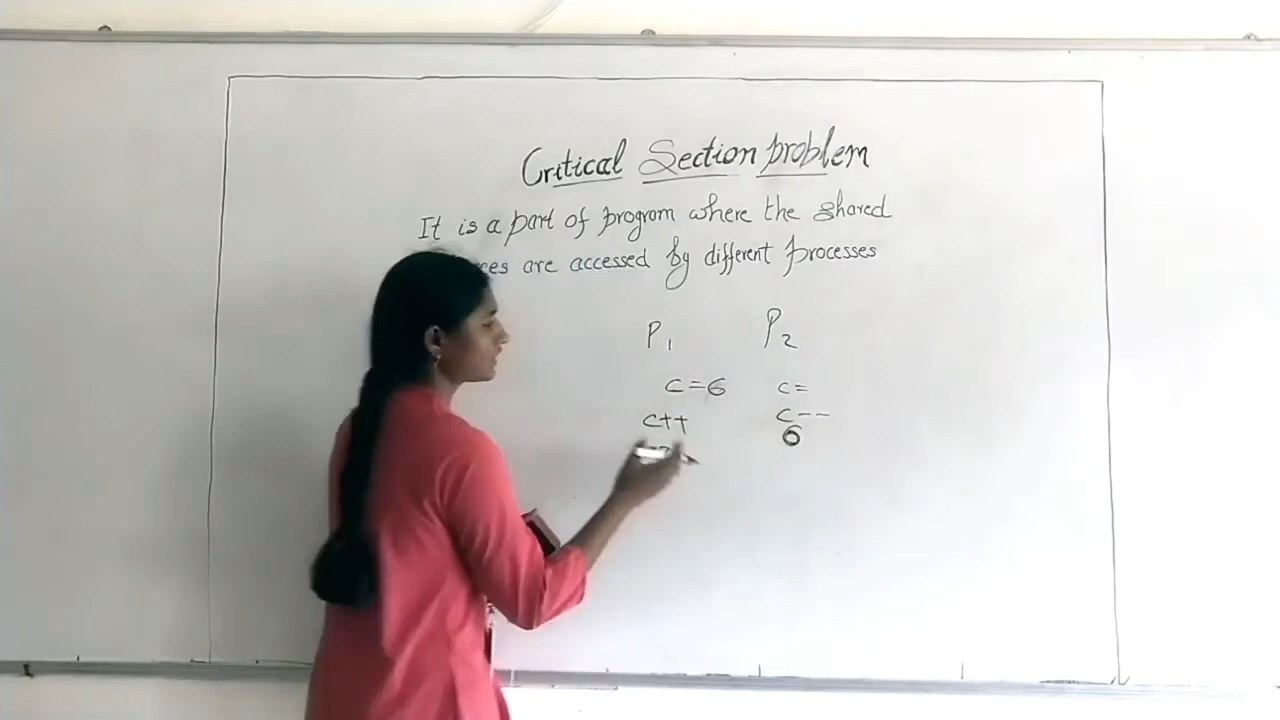 Critical Section problem
It is a part of program where the shared
are accessed by different processes
P1 P2
c=6 c=
c++ c--
6